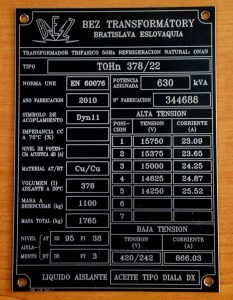 BEZ
BEZ TRANSFORMÁTORY
BRATISLAVA ESLOVAQUIA
TRANSFORMADOR TRIFASICO 50Hz REFRIGERACION NATURAL: ONAN
TIPO TOHn 378/22
NORMA UNE EN 60076 POTENCIA ASIGNADA 630 kVA
AÑO FABRICACION 2010 Nº FABRICACION 344688
SIMBOLO DE ACOPLAMIENTO Dyn11
ALTA TENSION
POSICION TENSION (V) CORRIENTE (A)
IMPEDANCIA CC A 75°C (%)
1 15750 23.09
NIVEL DE POTENCIA ACUSTICA dB (A)
2 15375 23.65
3 15000 24.25
MATERIAL AT/BT Cu/Cu
4 14625 24.87
VOLUMEN (l) AISLANTE A 20°C 378
5 14250 25.52
6
MASA A DESENCUBAR (kg) 1100
7
MASA TOTAL (kg) 1765
BAJA TENSION
NIVEL AT 95 38
TENSION (V) CORRIENTE (A)
AISLAMIENTO BT 3
420/242 866.03
LIQUIDO AISLANTE ACEITE TIPO DIALA DX